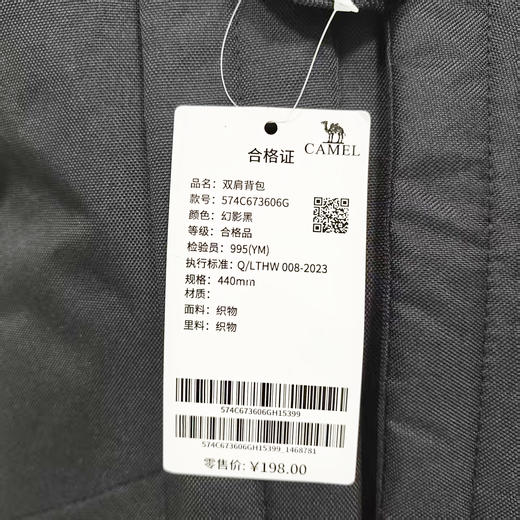 CAMEL
合格证
品名：双肩背包
款号：574C673606G
颜色：幻影黑
等级：合格品
检验员：995(YM)
执行标准：Q/LTHW 008-2023
规格：440mm
材质：
面料：织物
里料：织物
574C673606GH15399
574C673606GH15399_1468781
零售价：¥198.00